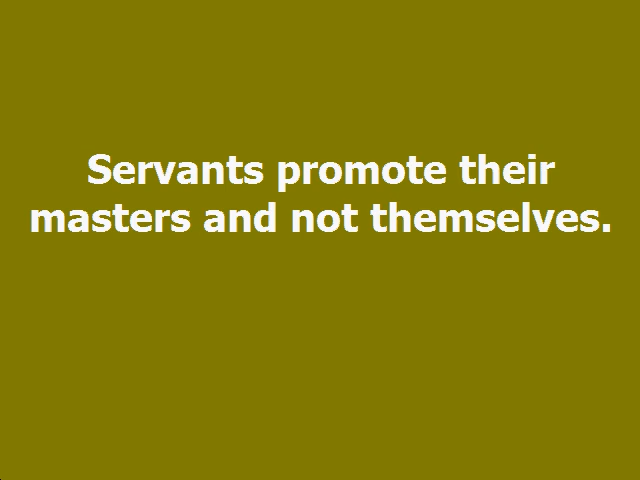 Servants promote their
masters and not themselves.